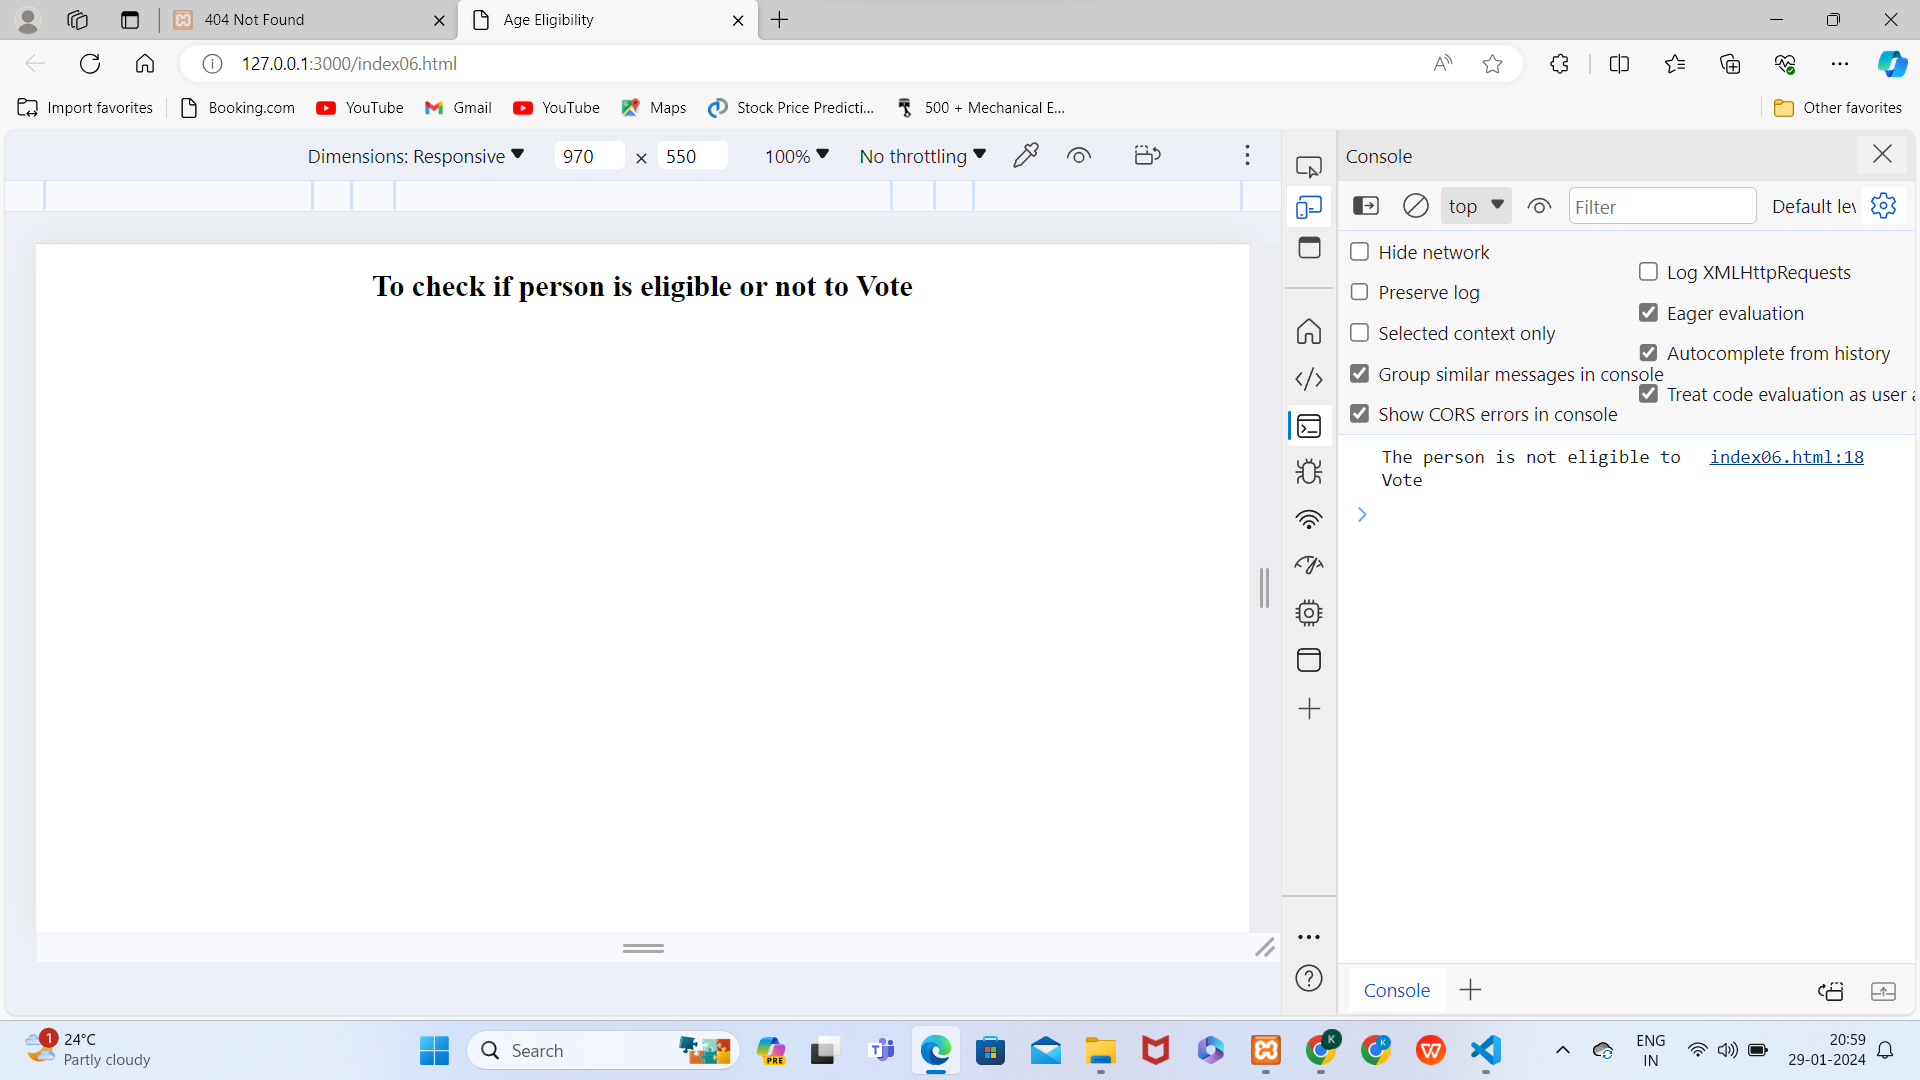 404 Not Found
Age Eligibility
127.0.0.1:3000/index06.html
Import favorites
Booking.com
YouTube
Gmail
YouTube
Maps
Stock Price Predicti...
500 + Mechanical E...
Other favorites
Dimensions: Responsive
970 × 550
100%
No throttling
To check if person is eligible or not to Vote
Console
top
Filter
Default lev
Hide network
Log XMLHttpRequests
Preserve log
Eager evaluation
Selected context only
Autocomplete from history
Group similar messages in console
Treat code evaluation as user a
Show CORS errors in console
The person is not eligible to index06.html:18
Vote
Console
1
24°C
Partly cloudy
Search
PRE
K
K
ENG
IN
20:59
29-01-2024